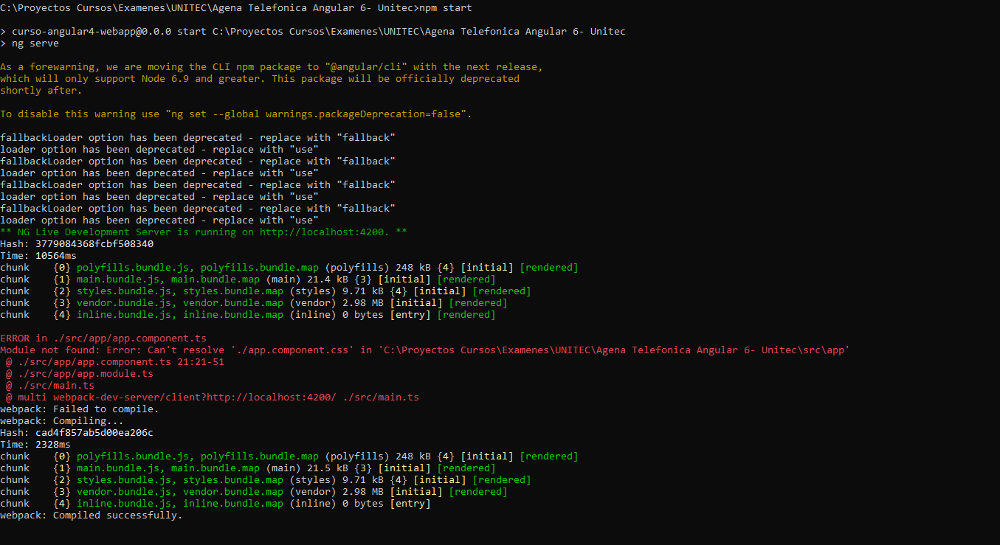 C:\Proyectos Cursos\Examenes\UNITEC\Agena Telefonica Angular 6- Unitec>npm start
> curso-angular4-webapp@0.0.0 start C:\Proyectos Cursos\Examenes\UNITEC\Agena Telefonica Angular 6- Unitec
> ng serve
As a forewarning, we are moving the CLI npm package to "@angular/cli" with the next release,
which will only support Node 6.9 and greater. This package will be officially deprecated
shortly after.
To disable this warning use "ng set --global warnings.packageDeprecation=false".
fallbackLoader option has been deprecated - replace with "fallback"
loader option has been deprecated - replace with "use"
fallbackLoader option has been deprecated - replace with "fallback"
loader option has been deprecated - replace with "use"
fallbackLoader option has been deprecated - replace with "fallback"
loader option has been deprecated - replace with "use"
fallbackLoader option has been deprecated - replace with "fallback"
loader option has been deprecated - replace with "use"
** NG Live Development Server is running on http://localhost:4200. **
Hash: 3779084368fcbf508340
Time: 10564ms
chunk    {0} polyfills.bundle.js, polyfills.bundle.map (polyfills) 248 kB {4} [initial] [rendered]
chunk    {1} main.bundle.js, main.bundle.map (main) 21.4 kB {3} [initial] [rendered]
chunk    {2} styles.bundle.js, styles.bundle.map (styles) 9.71 kB {4} [initial] [rendered]
chunk    {3} vendor.bundle.js, vendor.bundle.map (vendor) 2.98 MB [initial] [rendered]
chunk    {4} inline.bundle.js, inline.bundle.map (inline) 0 bytes [entry] [rendered]
ERROR in ./src/app/app.component.ts
Module not found: Error: Can't resolve './app.component.css' in 'C:\Proyectos Cursos\Examenes\UNITEC\Agena Telefonica Angular 6- Unitec\src\app'
 @ ./src/app/app.component.ts 21:21-51
 @ ./src/app/app.module.ts
 @ ./src/main.ts
 @ multi webpack-dev-server/client?http://localhost:4200/ ./src/main.ts
webpack: Failed to compile.
webpack: Compiling...
Hash: cad4f857ab5d00ea206c
Time: 2328ms
chunk    {0} polyfills.bundle.js, polyfills.bundle.map (polyfills) 248 kB {4} [initial] [rendered]
chunk    {1} main.bundle.js, main.bundle.map (main) 21.5 kB {3} [initial] [rendered]
chunk    {2} styles.bundle.js, styles.bundle.map (styles) 9.71 kB {4} [initial] [rendered]
chunk    {3} vendor.bundle.js, vendor.bundle.map (vendor) 2.98 MB [initial] [rendered]
chunk    {4} inline.bundle.js, inline.bundle.map (inline) 0 bytes [entry]
webpack: Compiled successfully.